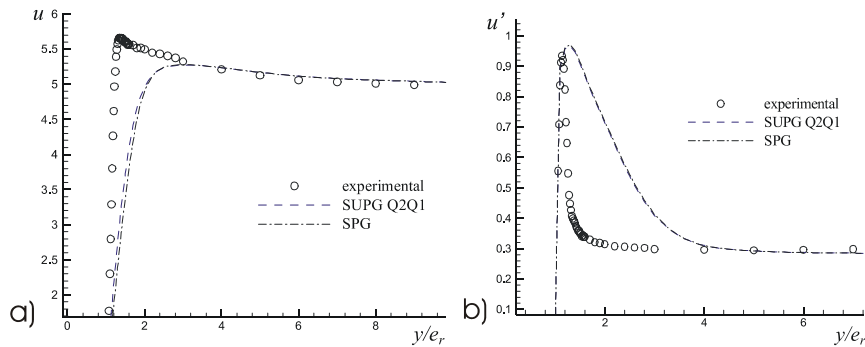 u
6
5.5
5
4.5
4
3.5
3
2.5
2
0 2 4 6 8
y/e_r
experimental
SUPG Q2Q1
SPG
a)
u'
1
0.9
0.8
0.7
0.6
0.5
0.4
0.3
0.2
0.1
2 4 6
y/e_r
experimental
SUPG Q2Q1
SPG
b)